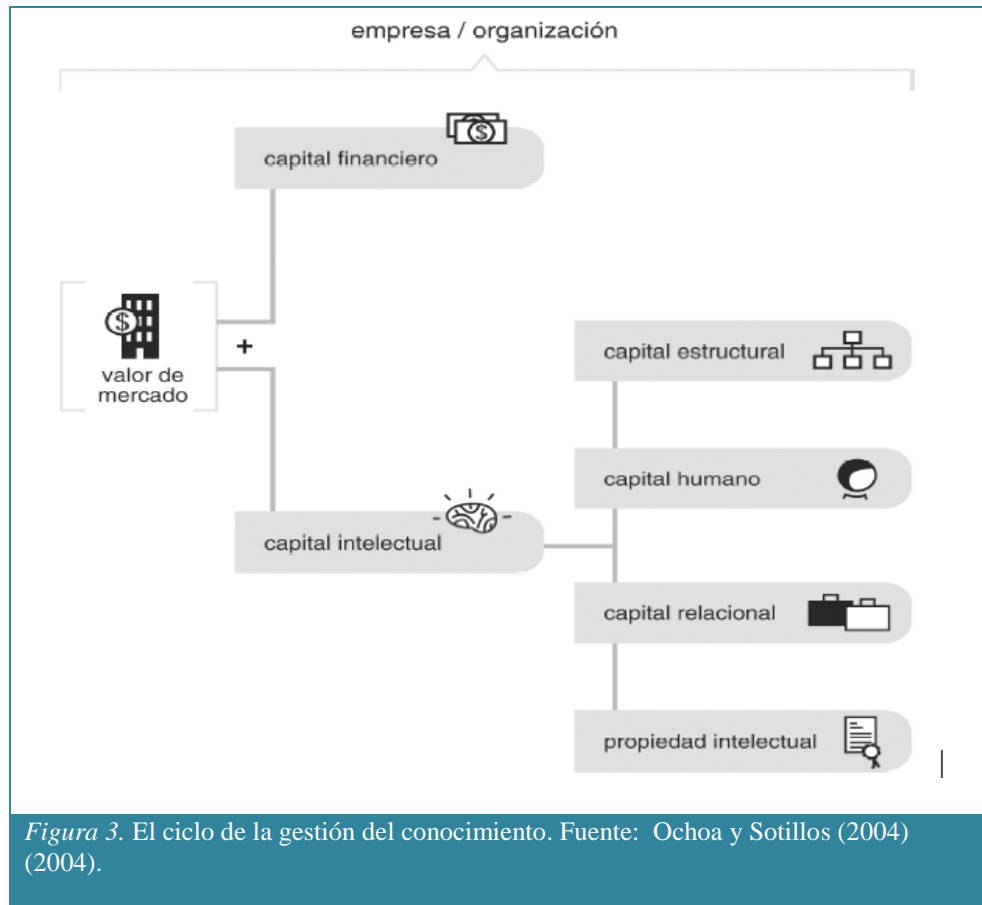 empresa / organización
capital financiero
$
$
valor de
mercado
+
capital estructural
capital humano
capital intelectual
capital relacional
propiedad intelectual
Figura 3. El ciclo de la gestión del conocimiento. Fuente: Ochoa y Sotillos (2004)
(2004).